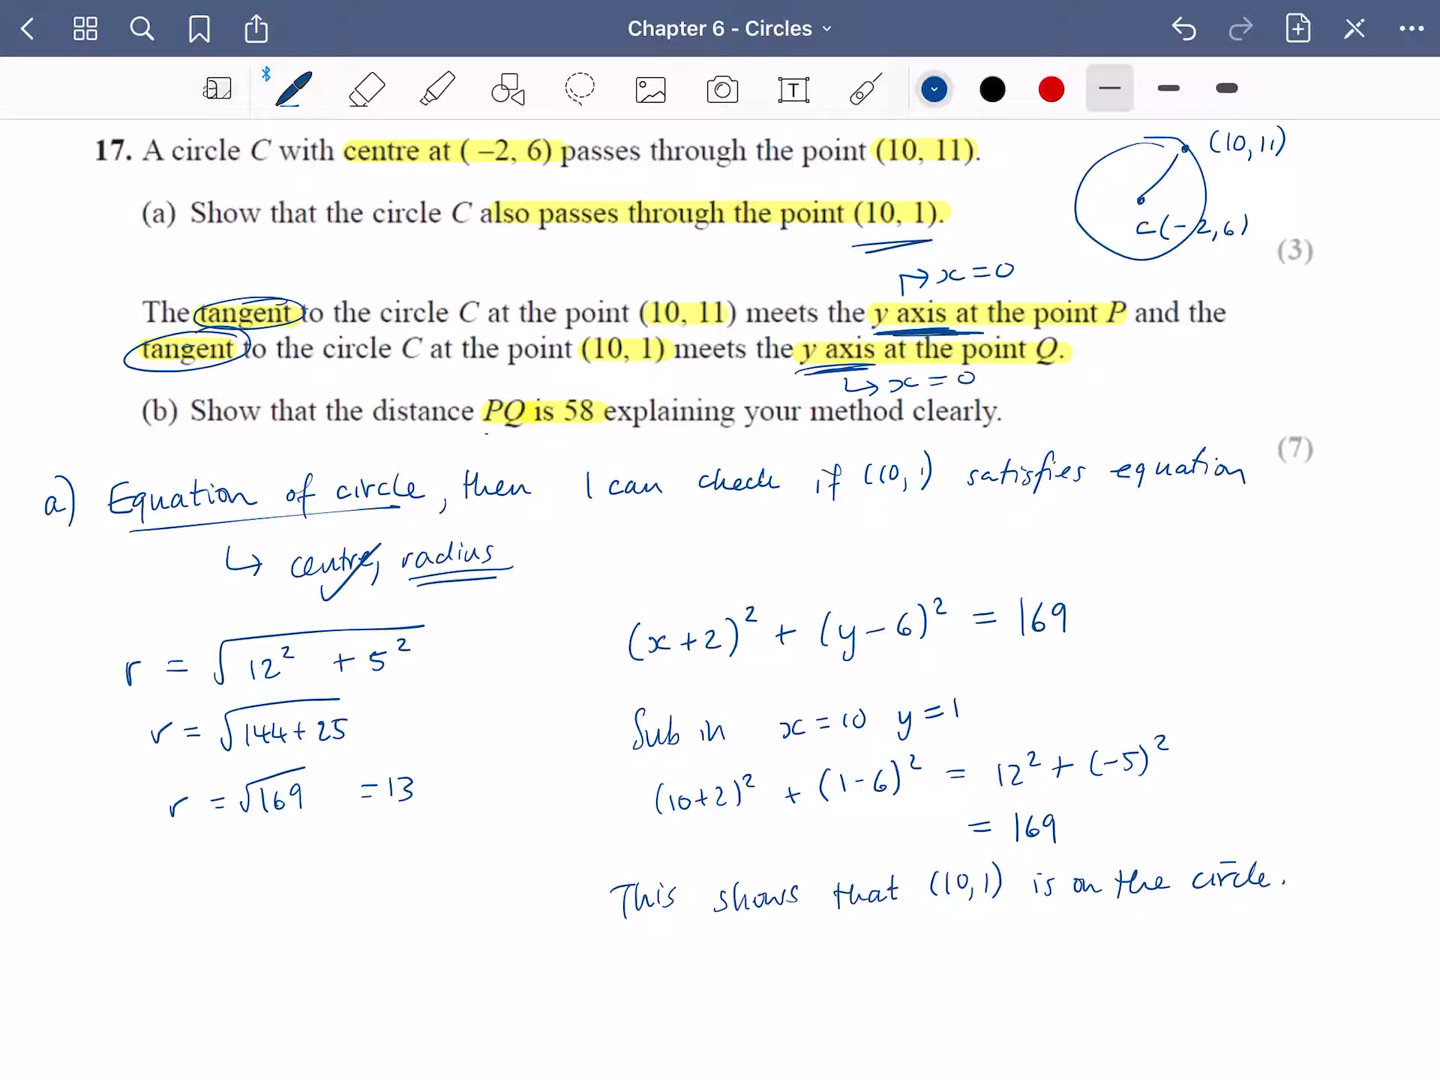 Chapter 6 - Circles
T
17. A circle C with centre at (−2, 6) passes through the point (10, 11).
(10, 11)
(a) Show that the circle C also passes through the point (10, 1).
C(-2, 6)
(3)
↱ x = 0
The tangent to the circle C at the point (10, 11) meets the y axis at the point P and the
tangent to the circle C at the point (10, 1) meets the y axis at the point Q.
↳ x = 0
(b) Show that the distance PQ is 58 explaining your method clearly.
(7)
a) Equation of circle, then I can check if (10, 1) satisfies equation
↳ centre, radius
r = √12² + 5²
r = √144+25
r = √169 = 13
(x+2)² + (y-6)² = 169
Sub in x = 10 y = 1
(10+2)² + (1-6)² = 12² + (-5)²
= 169
This shows that (10, 1) is on the circle.